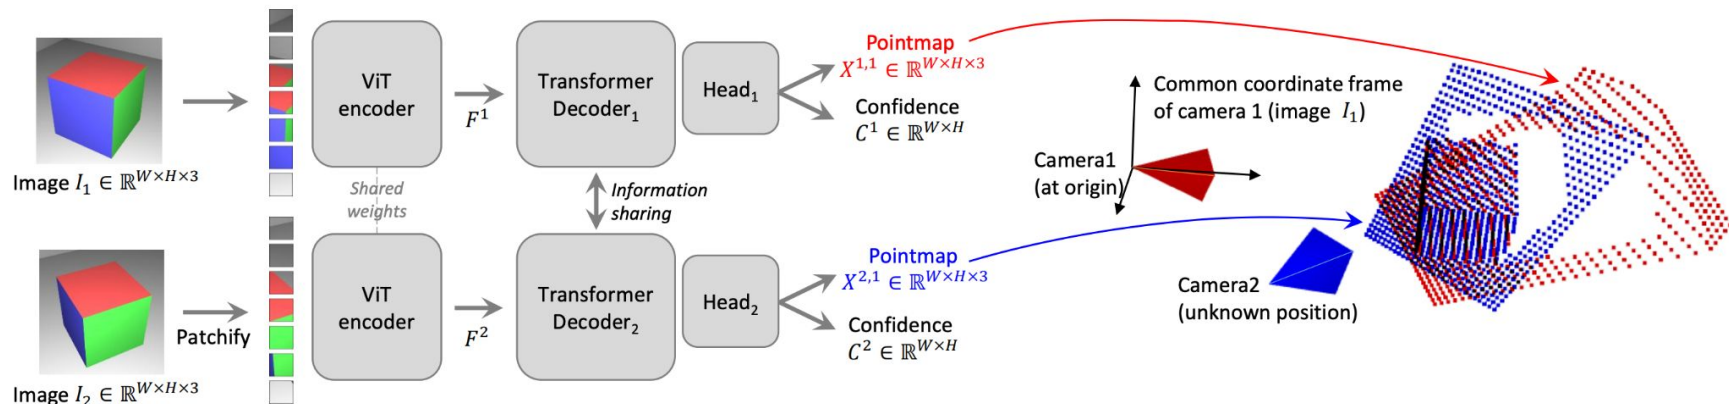 Image I₁ ∈ ℝ^{W×H×3}
Image I₂ ∈ ℝ^{W×H×3}
Patchify
ViT
encoder
Shared
weights
ViT
encoder
F¹
F²
Transformer
Decoder₁
Information
sharing
Transformer
Decoder₂
Head₁
Head₂
Pointmap
X^{1,1} ∈ ℝ^{W×H×3}
Confidence
C¹ ∈ ℝ^{W×H}
Pointmap
X^{2,1} ∈ ℝ^{W×H×3}
Confidence
C² ∈ ℝ^{W×H}
Common coordinate frame
of camera 1 (image I₁)
Camera1
(at origin)
Camera2
(unknown position)